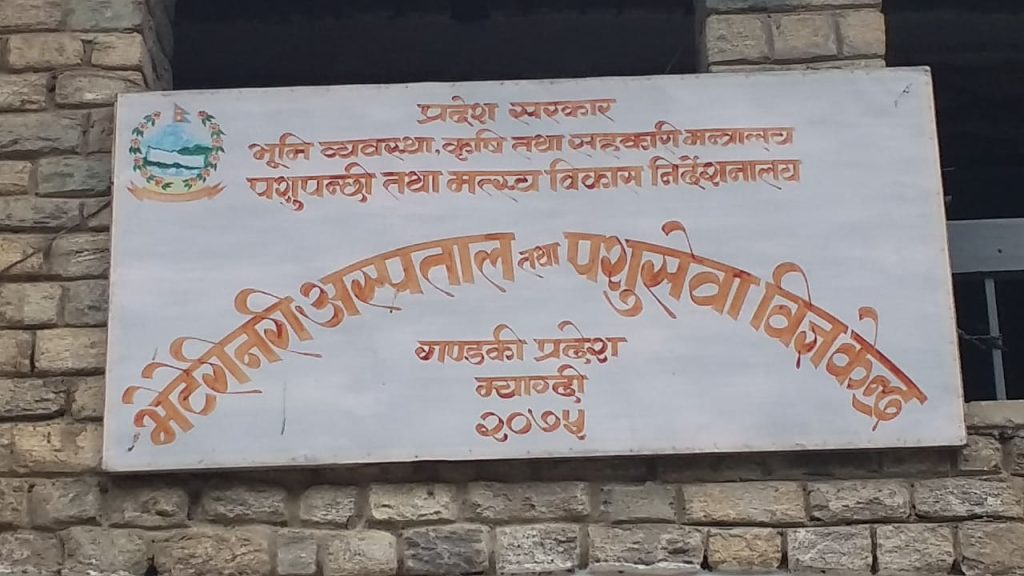 प्रदेश सरकार
भूमि व्यवस्था, कृषि तथा सहकारी मन्त्रालय
पशुपन्छी तथा मत्स्य विकास निर्देशनालय
भेटेरीनरी अस्पताल तथा पशुसेवा विज्ञ केन्द्र
गण्डकी प्रदेश
म्याग्दी
२०७५